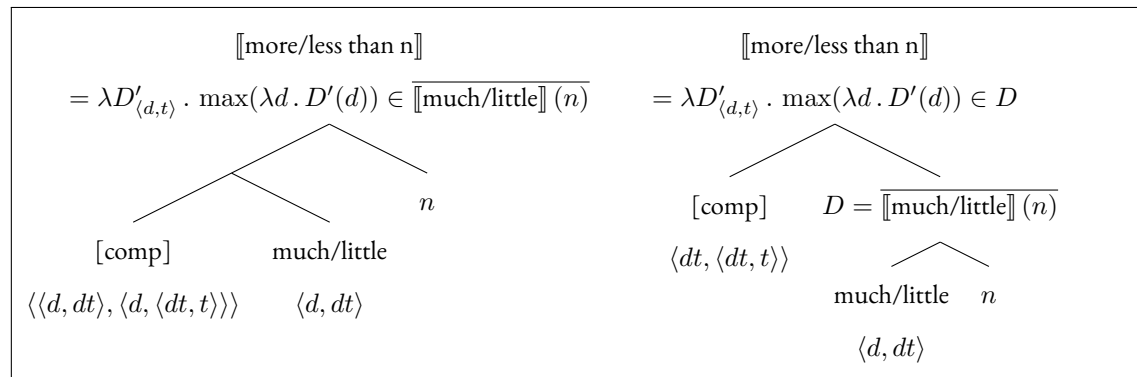 ⟦more/less than n⟧ ⟦more/less than n⟧
= λD′⟨d,t⟩ . max(λd . D′(d)) ∈ ⟦much/little⟧ (n) = λD′⟨d,t⟩ . max(λd . D′(d)) ∈ D
n [comp] D = ⟦much/little⟧ (n)
[comp] much/little ⟨dt, ⟨dt, t⟩⟩
⟨⟨d, dt⟩, ⟨d, ⟨dt, t⟩⟩⟩ ⟨d, dt⟩ much/little n
⟨d, dt⟩